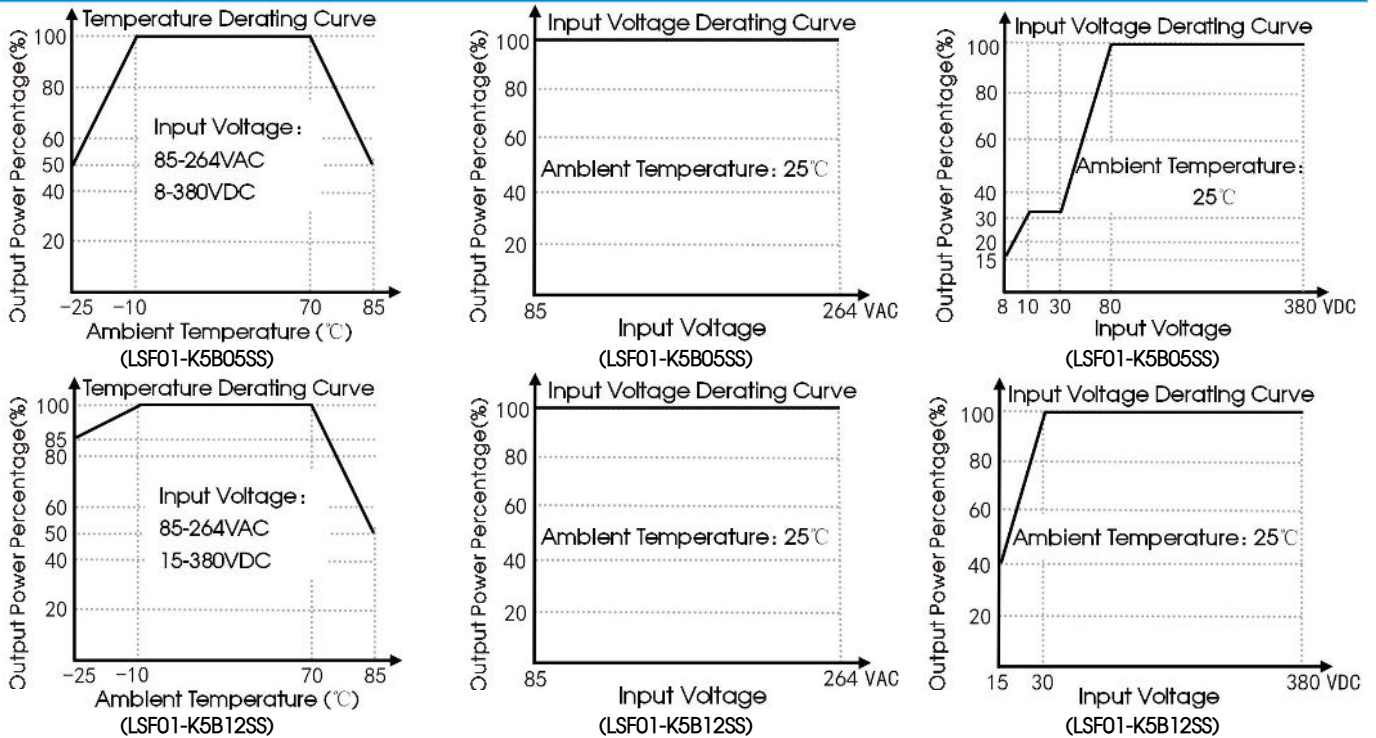 Temperature Derating Curve
Output Power Percentage(%)
100
80
60
50
40
20
Input Voltage:
85-264VAC
8-380VDC
-25 -10 70 85
Ambient Temperature (℃)
(LSF01-K5B05SS)
Input Voltage Derating Curve
Output Power Percentage(%)
100
80
60
40
20
Ambient Temperature: 25℃
85 264 VAC
Input Voltage
(LSF01-K5B05SS)
Input Voltage Derating Curve
Output Power Percentage(%)
100
80
60
40
30
20
15
Ambient Temperature:
25℃
8 10 30 80 380 VDC
Input Voltage
(LSF01-K5B05SS)
Temperature Derating Curve
Output Power Percentage(%)
100
85
80
60
50
40
20
Input Voltage:
85-264VAC
15-380VDC
-25 -10 70 85
Ambient Temperature (℃)
(LSF01-K5B12SS)
Input Voltage Derating Curve
Output Power Percentage(%)
100
80
60
40
20
Ambient Temperature: 25℃
85 264 VAC
Input Voltage
(LSF01-K5B12SS)
Input Voltage Derating Curve
Output Power Percentage(%)
100
80
60
40
20
Ambient Temperature: 25℃
15 30 380 VDC
Input Voltage
(LSF01-K5B12SS)